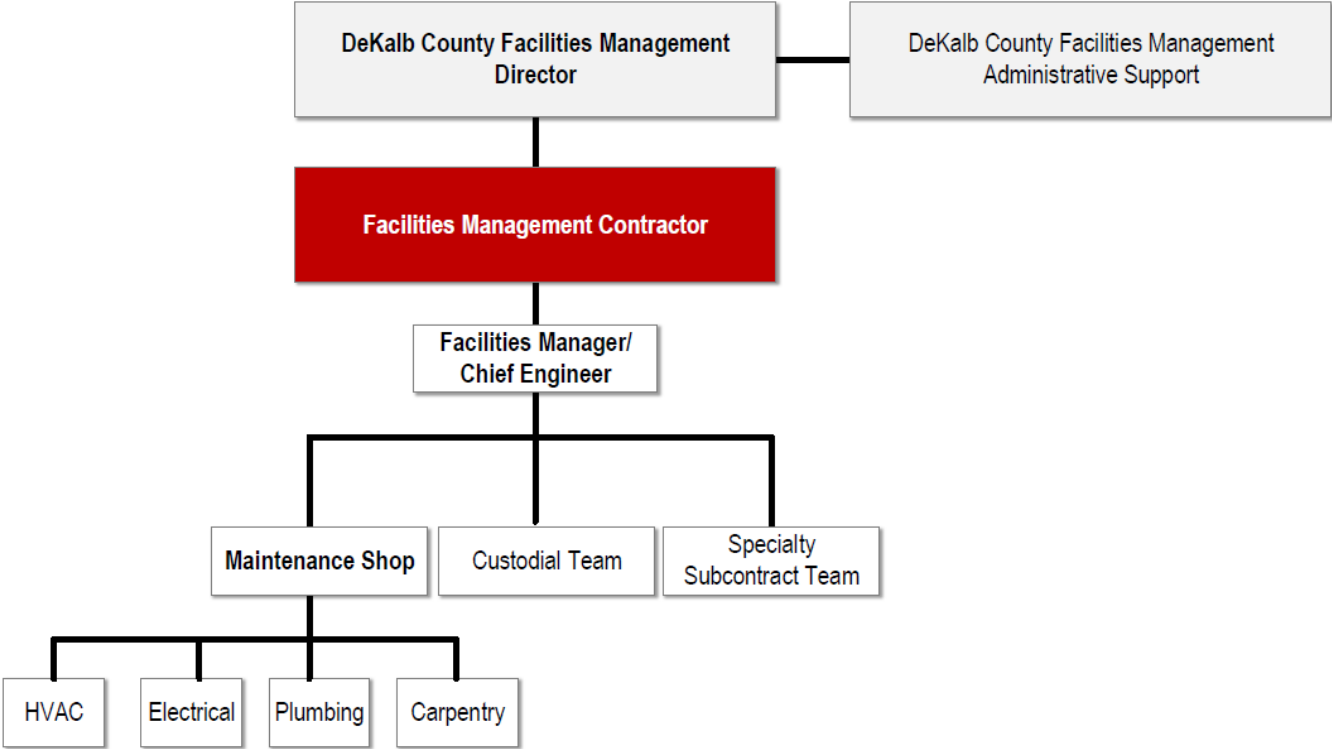 DeKalb County Facilities Management
Director
DeKalb County Facilities Management
Administrative Support
Facilities Management Contractor
Facilities Manager/
Chief Engineer
Maintenance Shop
Custodial Team
Specialty
Subcontract Team
HVAC
Electrical
Plumbing
Carpentry